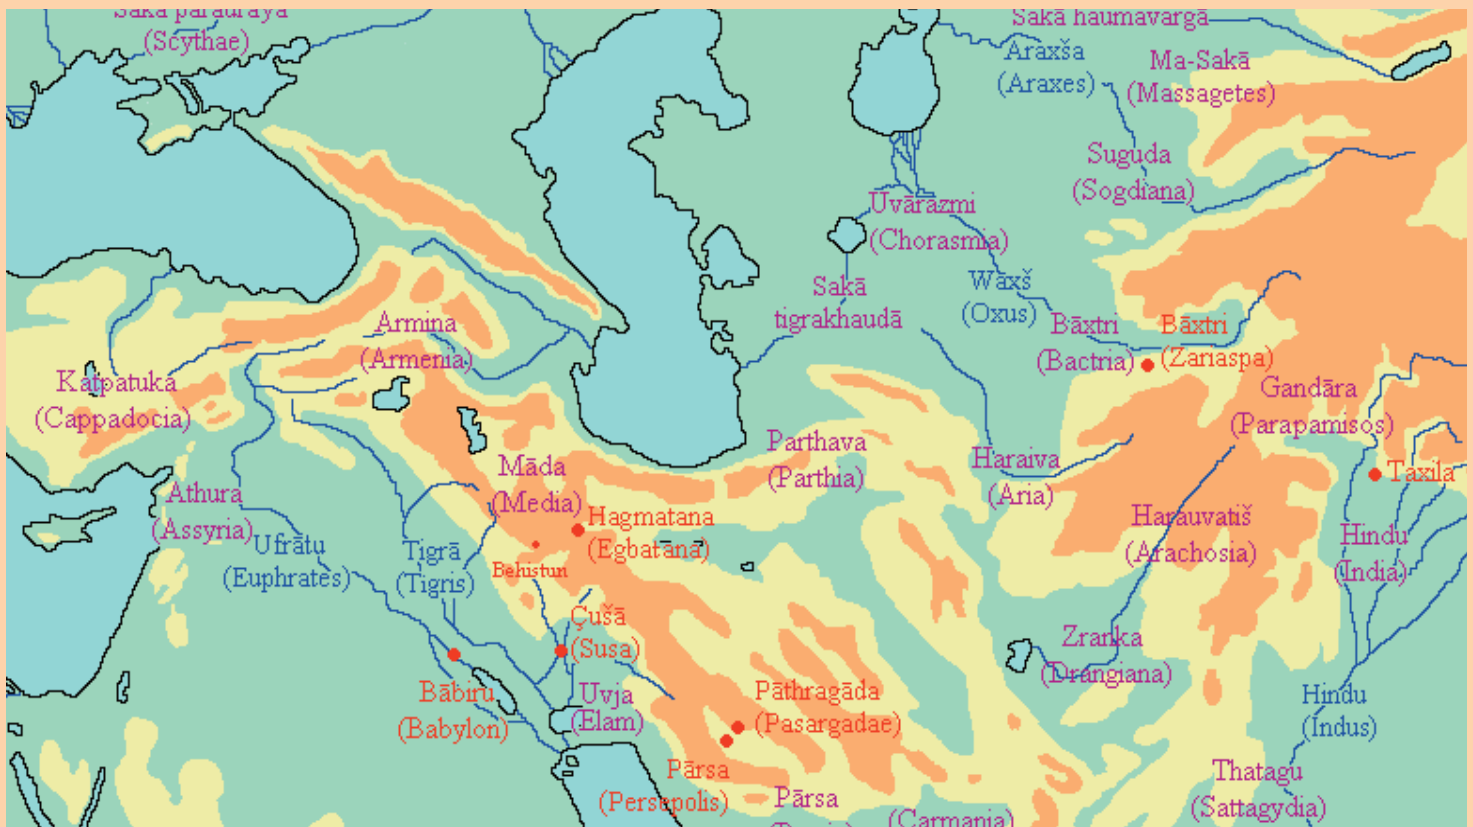 Sakā paradraya
(Scythae)
Sakā haumavargā
Araxša
(Araxes)
Ma-Sakā
(Massagetes)
Suguda
(Sogdiana)
Uvārazmi
(Chorasmia)
Waxš
(Oxus)
Sakā
tigrakhaudā
Bāxtri
(Bactria)
Bāxtri
(Zariaspa)
Armina
(Armenia)
Katpatuka
(Cappadocia)
Gandāra
(Parapamisos)
Parthava
(Parthia)
Haraiva
(Aria)
Taxila
Māda
(Media)
Athura
(Assyria)
Hagmatana
(Egbatana)
Behistun
Ufrātu
(Euphrates)
Tigrā
(Tigris)
Harauvatiš
(Arachosia)
Hindu
(India)
Çušā
(Susa)
Zranka
(Drangiana)
Bābiru
(Babylon)
Uvja
(Elam)
Pāthragāda
(Pasargadae)
Hindu
(Indus)
Pārsa
(Persepolis)
Pārsa
(Carmania)
Thatagu
(Sattagydia)